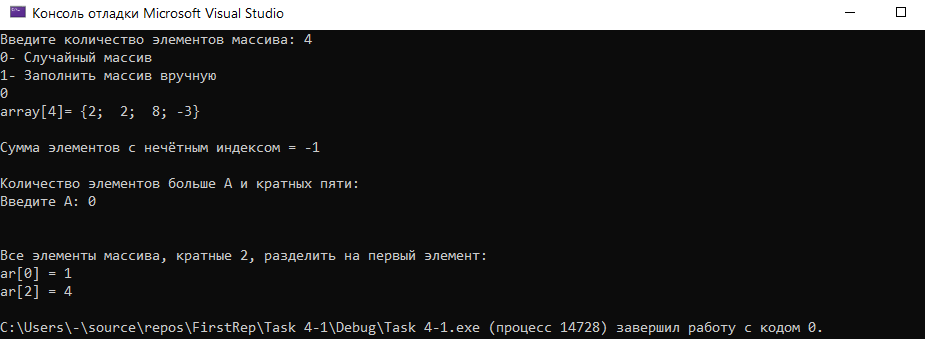 Консоль отладки Microsoft Visual Studio
Введите количество элементов массива: 4
0- Случайный массив
1- Заполнить массив вручную
0
array[4]= {2;  2;  8; -3}
Сумма элементов с нечётным индексом = -1
Количество элементов больше А и кратных пяти:
Введите А: 0
Все элементы массива, кратные 2, разделить на первый элемент:
ar[0] = 1
ar[2] = 4
C:\Users\-\source\repos\FirstRep\Task 4-1\Debug\Task 4-1.exe (процесс 14728) завершил работу с кодом 0.